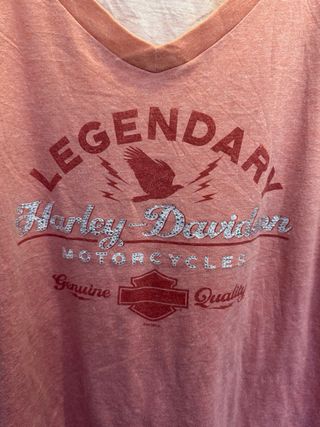 LEGENDARY
Harley-Davidson
MOTORCYCLES
Genuine Quality